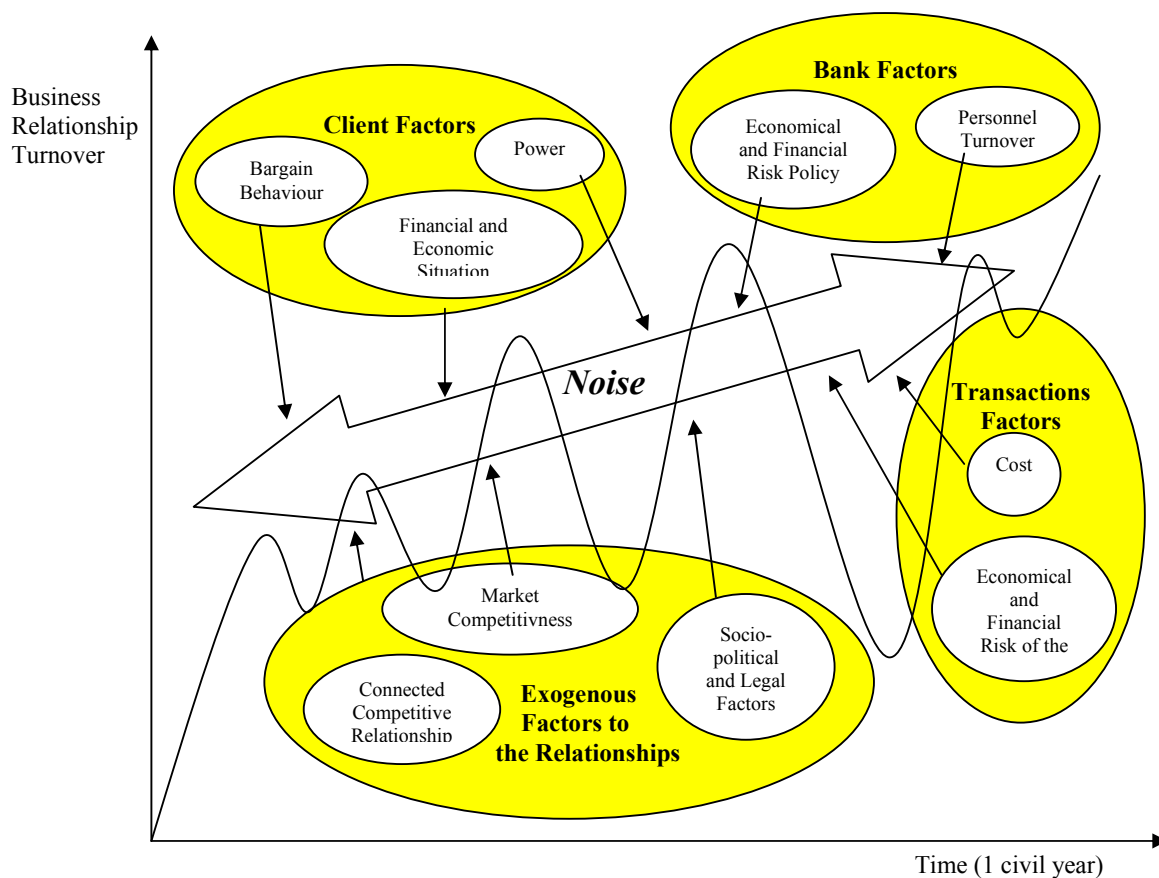 Business
Relationship
Turnover
Client Factors
Bargain
Behaviour
Power
Financial and
Economic
Situation
Bank Factors
Economical
and Financial
Risk Policy
Personnel
Turnover
Noise
Transactions
Factors
Cost
Economical
and
Financial
Risk of the
Market
Competitivness
Socio-
political
and Legal
Factors
Connected
Competitive
Relationship
Exogenous
Factors to
the Relationships
Time (1 civil year)